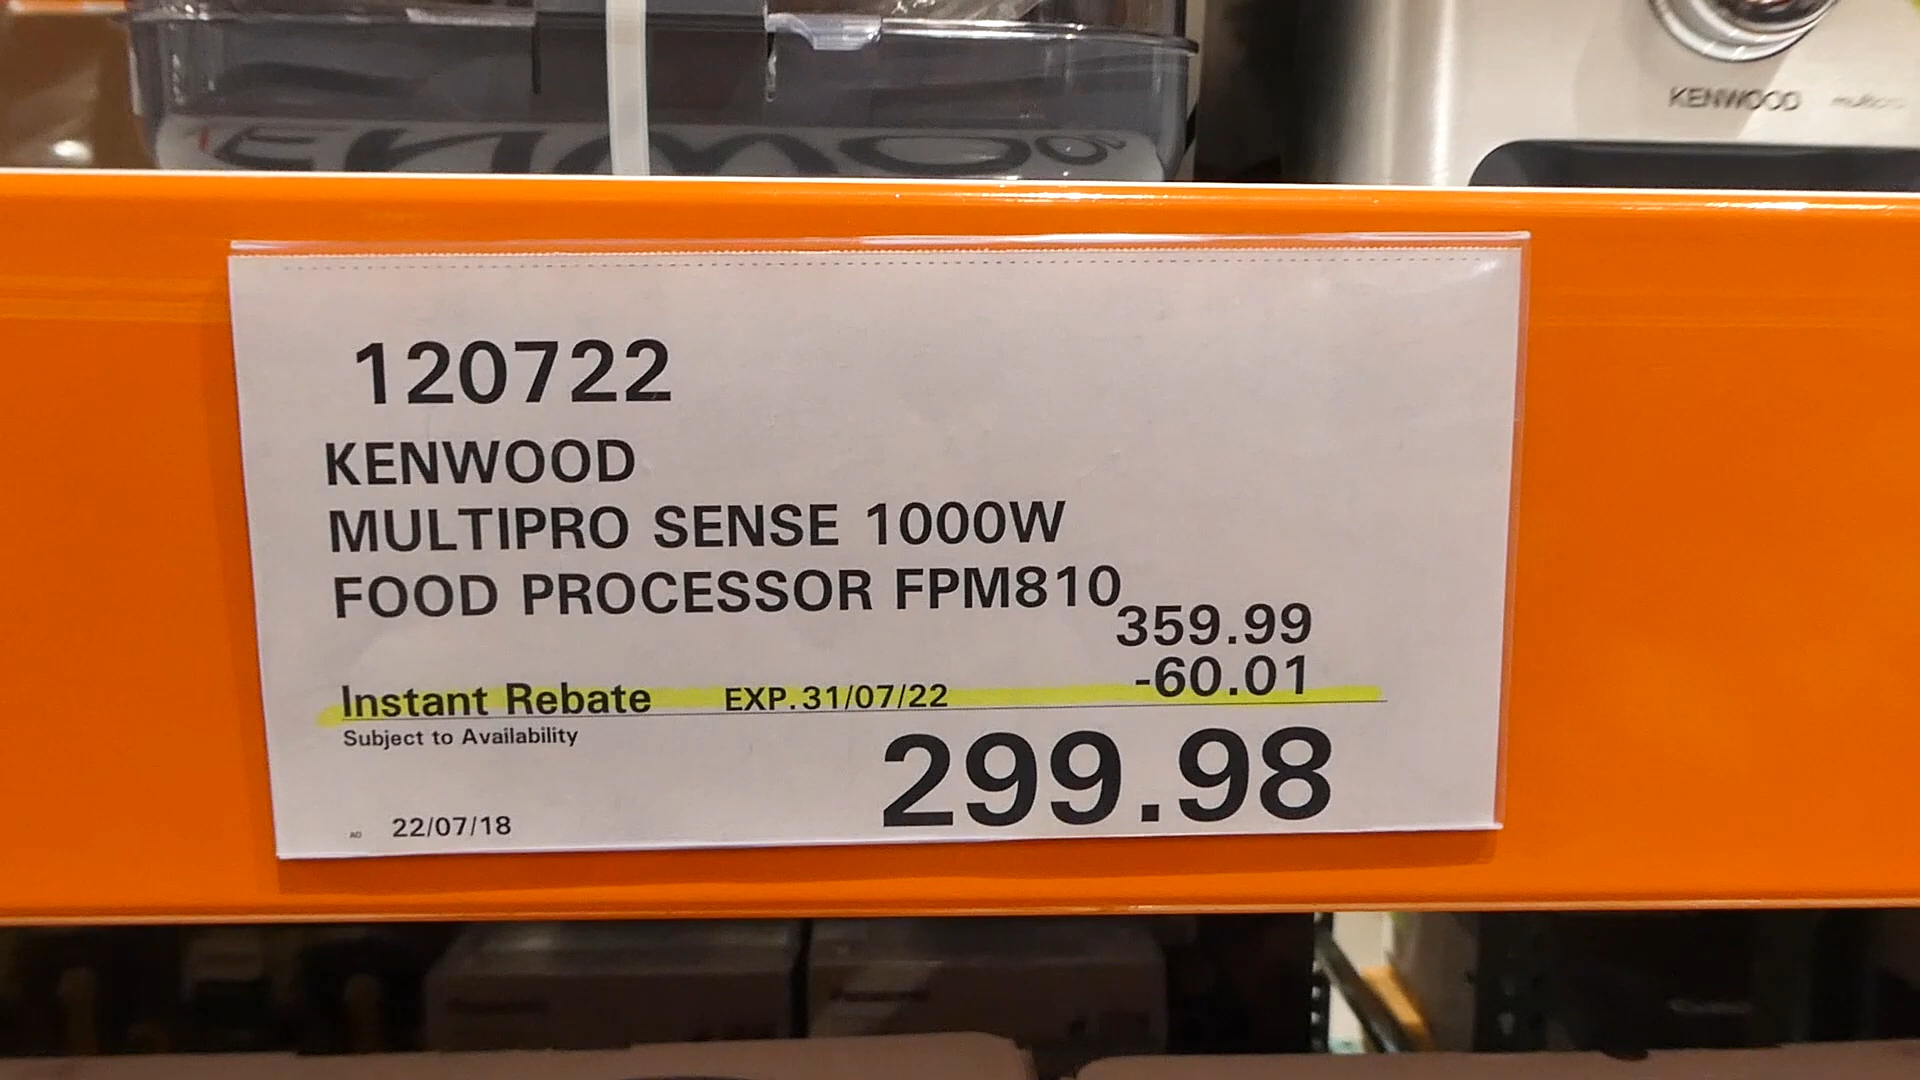 KENWOOD
120722
KENWOOD
MULTIPRO SENSE 1000W
FOOD PROCESSOR FPM810
359.99
Instant Rebate EXP. 31/07/22 -60.01
Subject to Availability
299.98
22/07/18